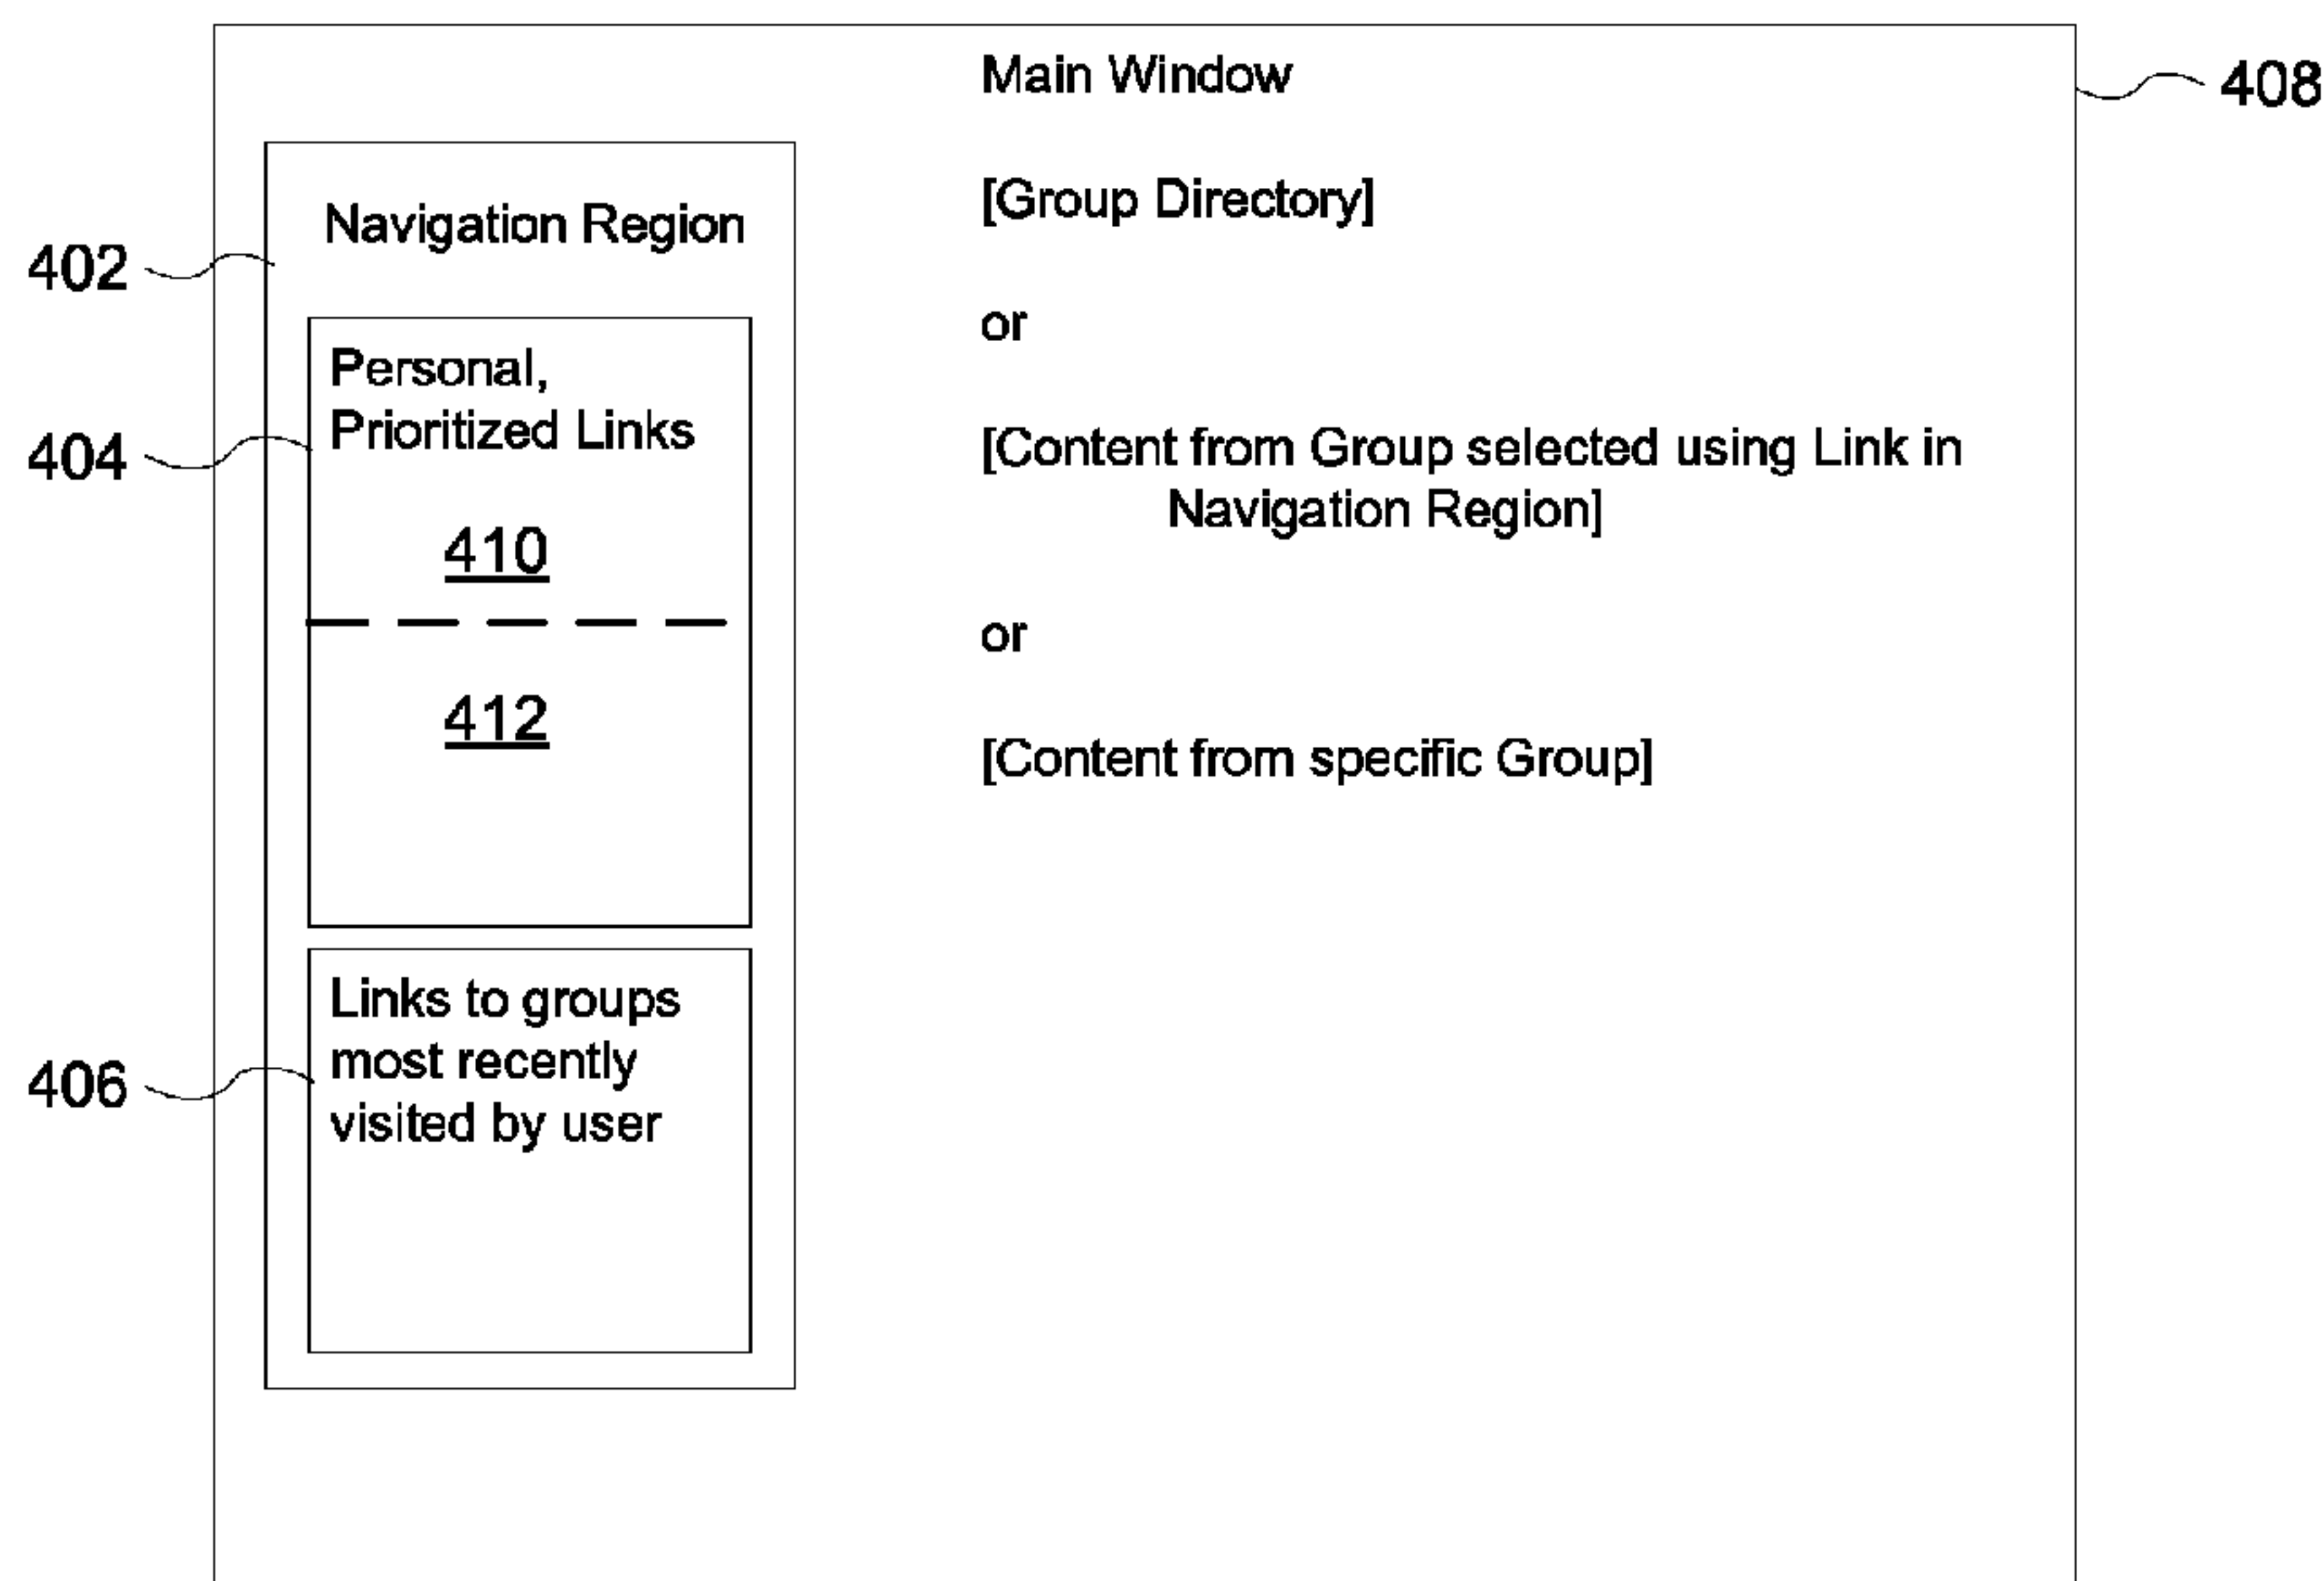 Main Window
408
[Group Directory]
Navigation Region
402
or
Personal,
Prioritized Links
404
[Content from Group selected using Link in
Navigation Region]
410
or
412
[Content from specific Group]
Links to groups
most recently
visited by user
406